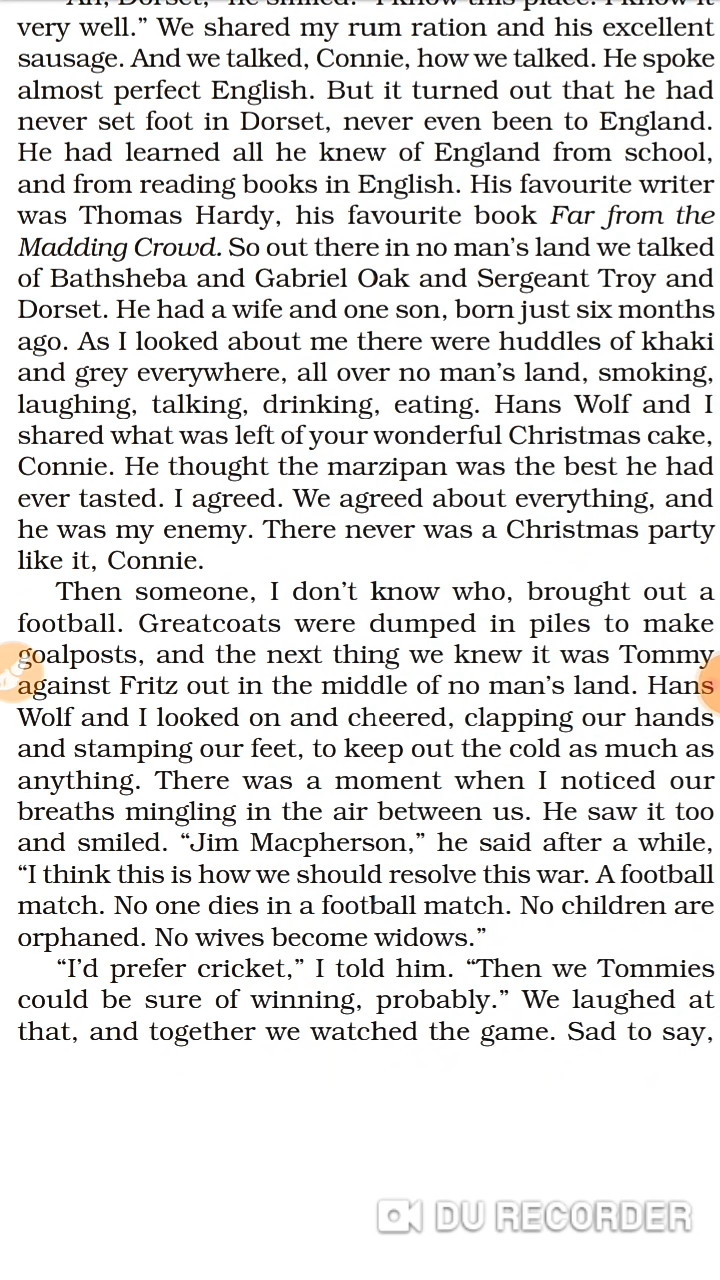 very well.” We shared my rum ration and his excellent
sausage. And we talked, Connie, how we talked. He spoke
almost perfect English. But it turned out that he had
never set foot in Dorset, never even been to England.
He had learned all he knew of England from school,
and from reading books in English. His favourite writer
was Thomas Hardy, his favourite book Far from the
Madding Crowd. So out there in no man’s land we talked
of Bathsheba and Gabriel Oak and Sergeant Troy and
Dorset. He had a wife and one son, born just six months
ago. As I looked about me there were huddles of khaki
and grey everywhere, all over no man’s land, smoking,
laughing, talking, drinking, eating. Hans Wolf and I
shared what was left of your wonderful Christmas cake,
Connie. He thought the marzipan was the best he had
ever tasted. I agreed. We agreed about everything, and
he was my enemy. There never was a Christmas party
like it, Connie.
Then someone, I don’t know who, brought out a
football. Greatcoats were dumped in piles to make
goalposts, and the next thing we knew it was Tommy
against Fritz out in the middle of no man’s land. Hans
Wolf and I looked on and cheered, clapping our hands
and stamping our feet, to keep out the cold as much as
anything. There was a moment when I noticed our
breaths mingling in the air between us. He saw it too
and smiled. “Jim Macpherson,” he said after a while,
“I think this is how we should resolve this war. A football
match. No one dies in a football match. No children are
orphaned. No wives become widows.”
“I’d prefer cricket,” I told him. “Then we Tommies
could be sure of winning, probably.” We laughed at
that, and together we watched the game. Sad to say,
DU RECORDER